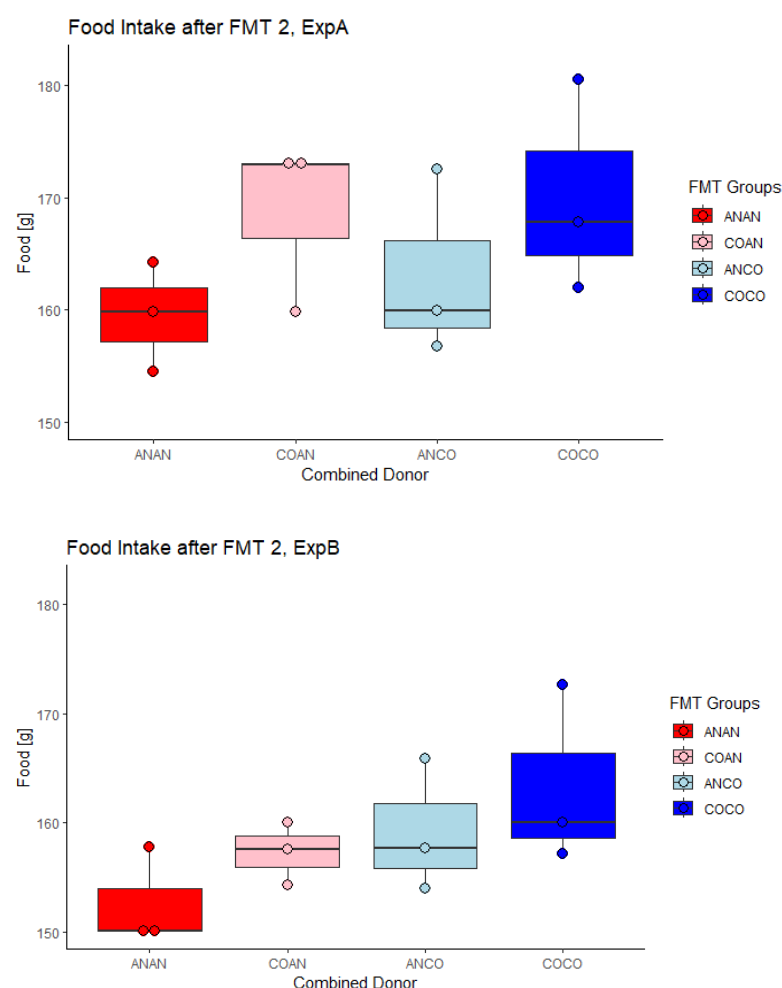 Food Intake after FMT 2, ExpA
180
170
160
150
Food [g]
ANAN
COAN
ANCO
COCO
Combined Donor
FMT Groups
ANAN
COAN
ANCO
COCO
Food Intake after FMT 2, ExpB
180
170
160
150
Food [g]
ANAN
COAN
ANCO
COCO
Combined Donor
FMT Groups
ANAN
COAN
ANCO
COCO